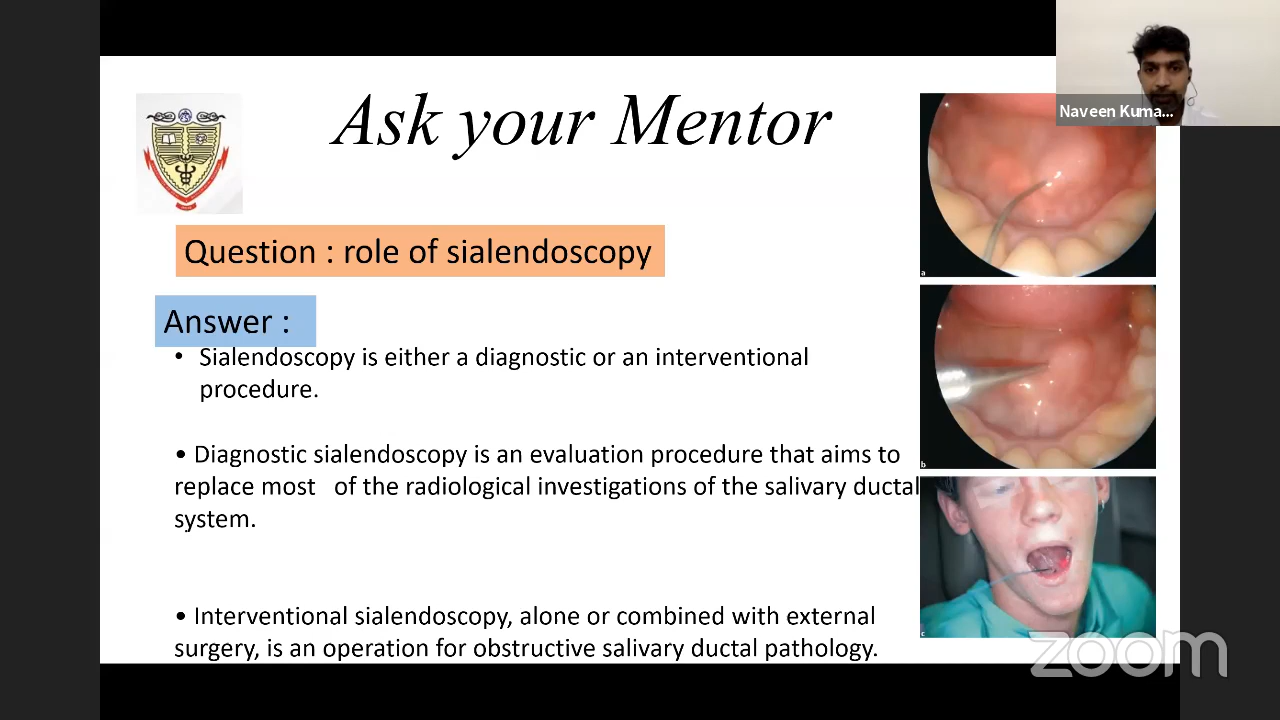 Ask your Mentor
Naveen Kuma...
Question : role of sialendoscopy
Answer :
• Sialendoscopy is either a diagnostic or an interventional
procedure.
• Diagnostic sialendoscopy is an evaluation procedure that aims to
replace most of the radiological investigations of the salivary ductal
system.
• Interventional sialendoscopy, alone or combined with external
surgery, is an operation for obstructive salivary ductal pathology.
a
b
c
zoom